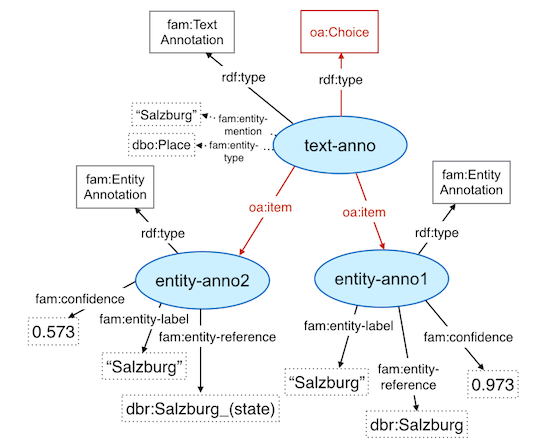 fam:Text
Annotation
oa:Choice
rdf:type
rdf:type
“Salzburg”
fam:entity-
mention
dbo:Place
fam:entity-
type
text-anno
fam:Entity
Annotation
fam:Entity
Annotation
oa:item
oa:item
rdf:type
rdf:type
entity-anno2
entity-anno1
fam:confidence
0.573
fam:entity-label
fam:entity-reference
“Salzburg”
dbr:Salzburg_(state)
fam:entity-label
fam:confidence
“Salzburg”
fam:entity-
reference
0.973
dbr:Salzburg